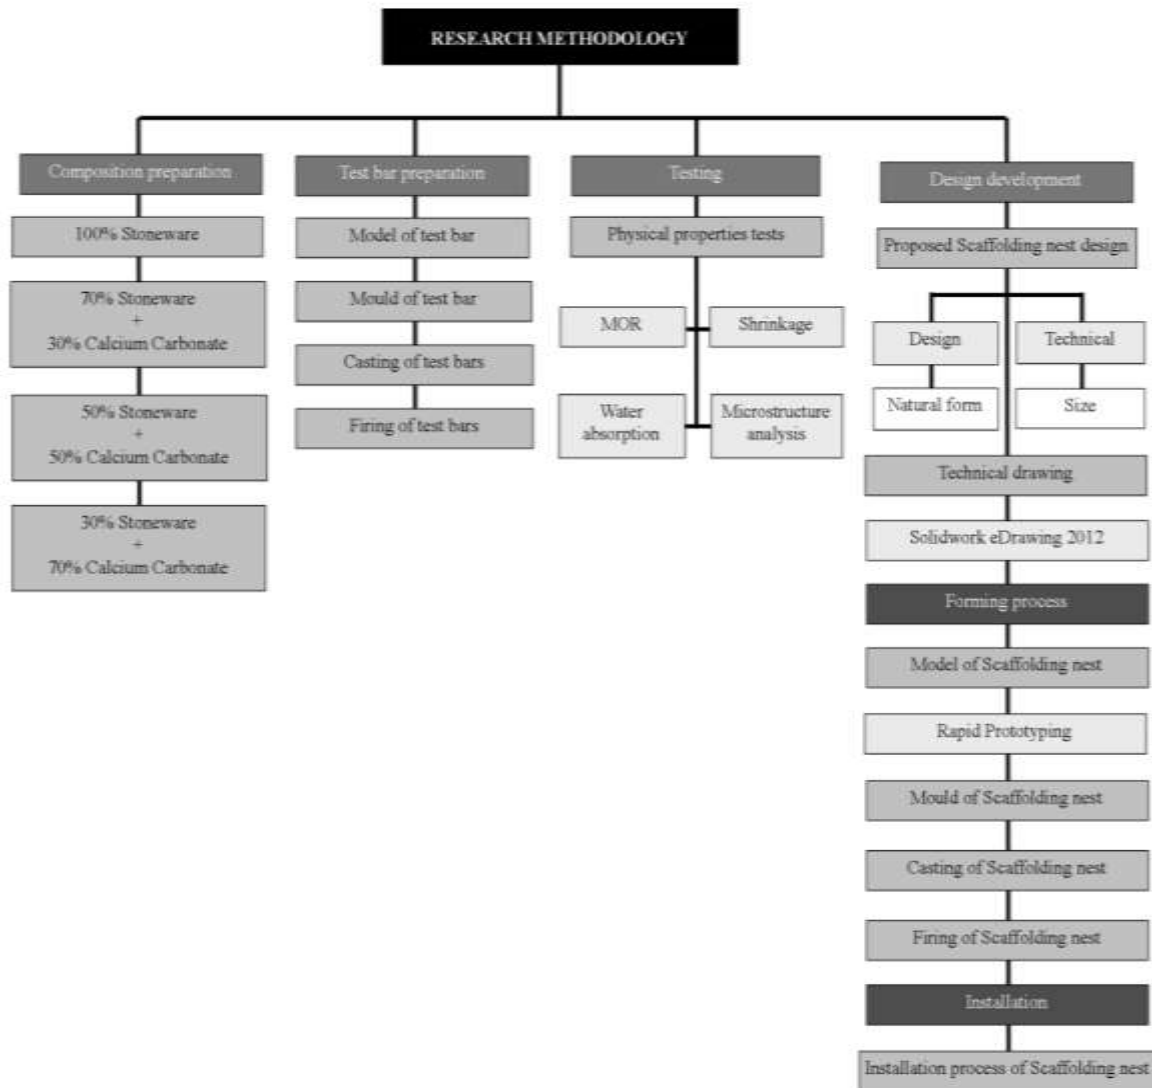 RESEARCH METHODOLOGY
Composition preparation
100% Stoneware
70% Stoneware
+
30% Calcium Carbonate
50% Stoneware
+
50% Calcium Carbonate
30% Stoneware
+
70% Calcium Carbonate
Test bar preparation
Model of test bar
Mould of test bar
Casting of test bars
Firing of test bars
Testing
Physical properties tests
MOR
Shrinkage
Water
absorption
Microstructure
analysis
Design development
Proposed Scaffolding nest design
Design
Technical
Natural form
Size
Technical drawing
Solidwork eDrawing 2012
Forming process
Model of Scaffolding nest
Rapid Prototyping
Mould of Scaffolding nest
Casting of Scaffolding nest
Firing of Scaffolding nest
Installation
Installation process of Scaffolding nest